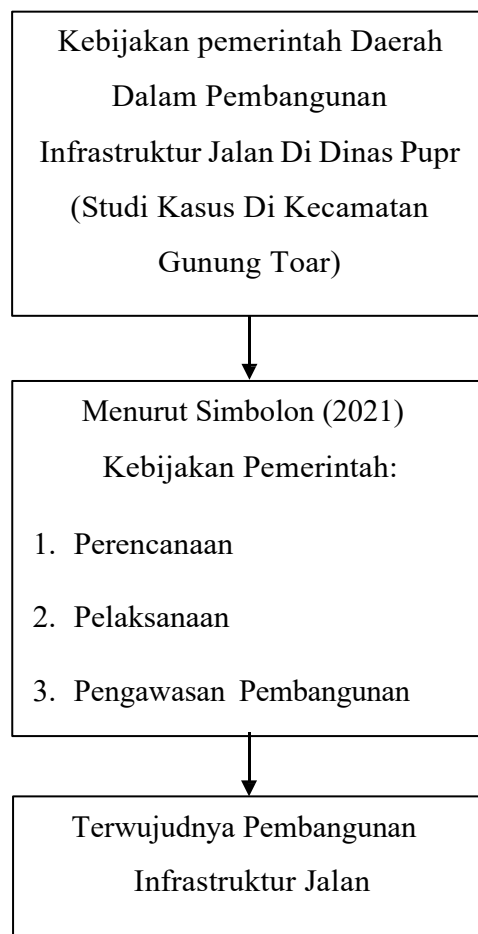 Kebijakan pemerintah Daerah
Dalam Pembangunan
Infrastruktur Jalan Di Dinas Pupr
(Studi Kasus Di Kecamatan
Gunung Toar)
Menurut Simbolon (2021)
Kebijakan Pemerintah:
1. Perencanaan
2. Pelaksanaan
3. Pengawasan Pembangunan
Terwujudnya Pembangunan
Infrastruktur Jalan